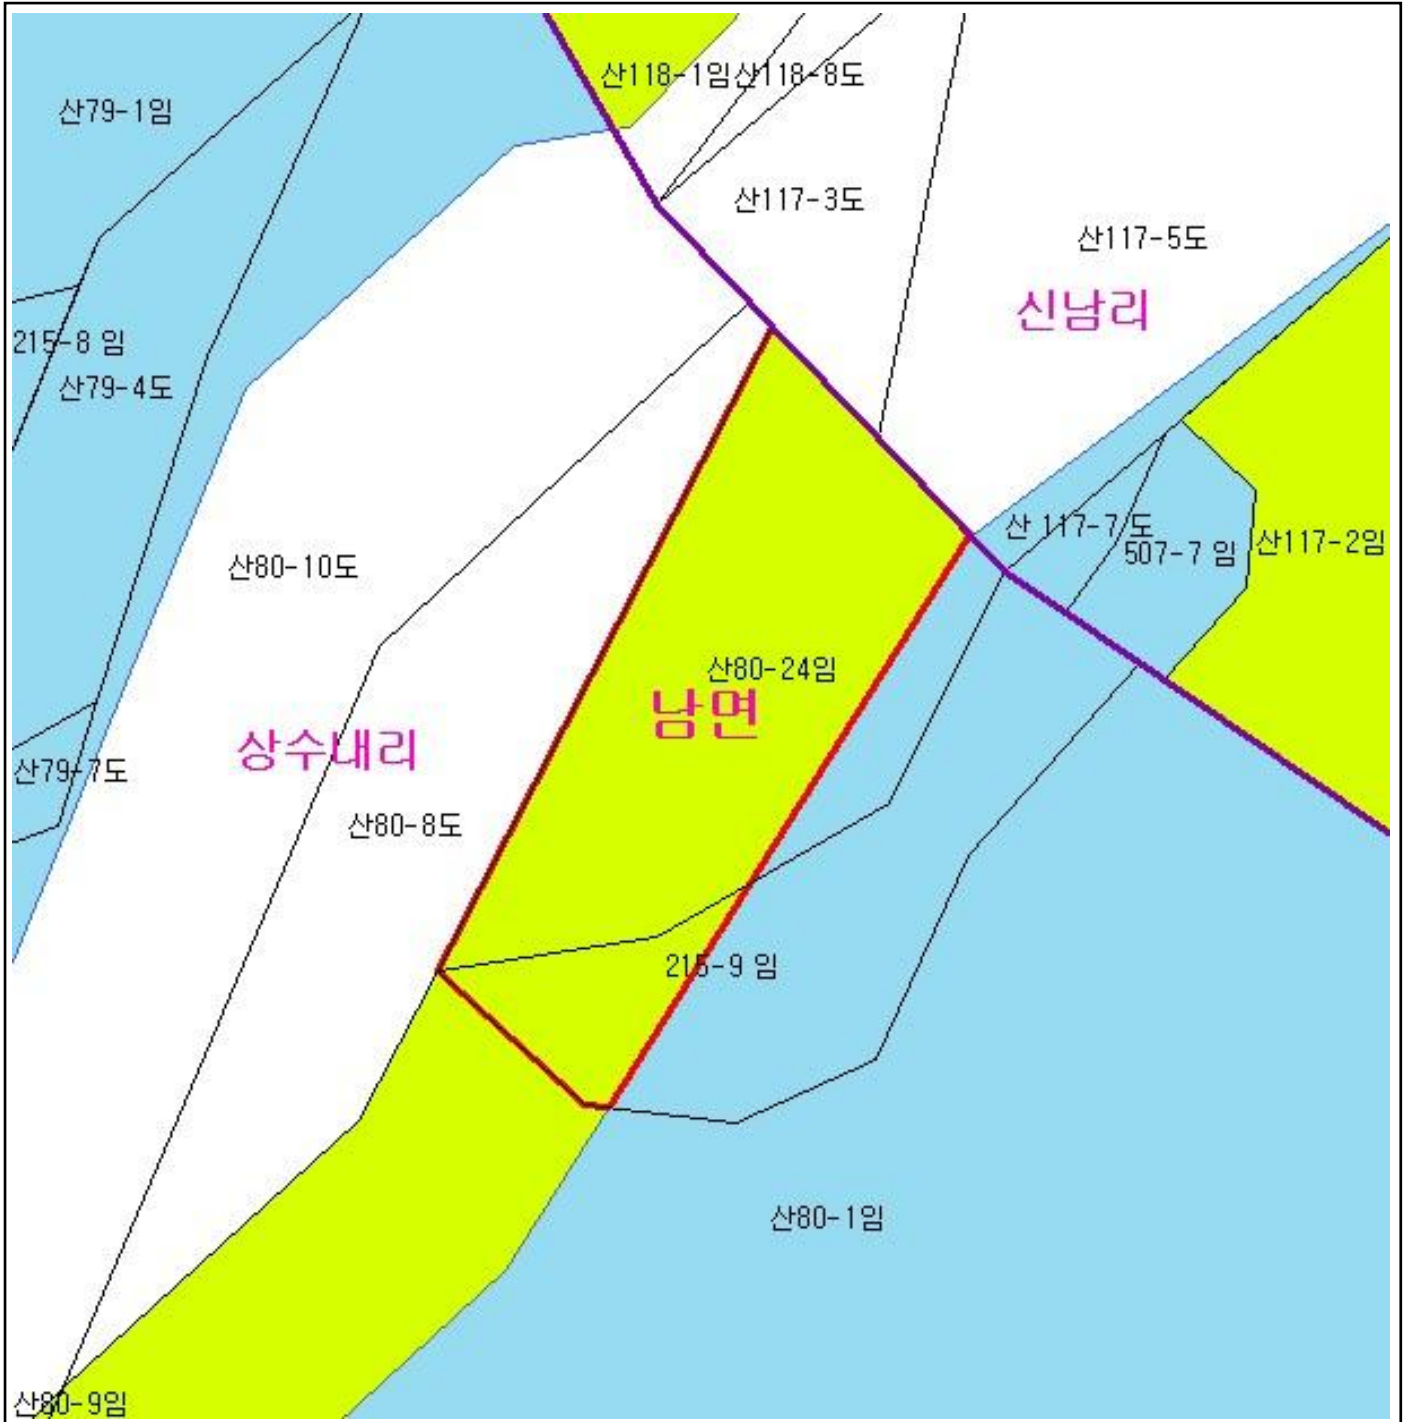 산118-1임
산118-8도
산79-1임
산117-3도
산117-5도
신남리
215-8 임
산79-4도
산 117-7 도
507-7 임
산117-2임
산80-10도
산80-24임
남면
상수내리
산79-7도
산80-8도
215-9 임
산80-1임
산80-9임